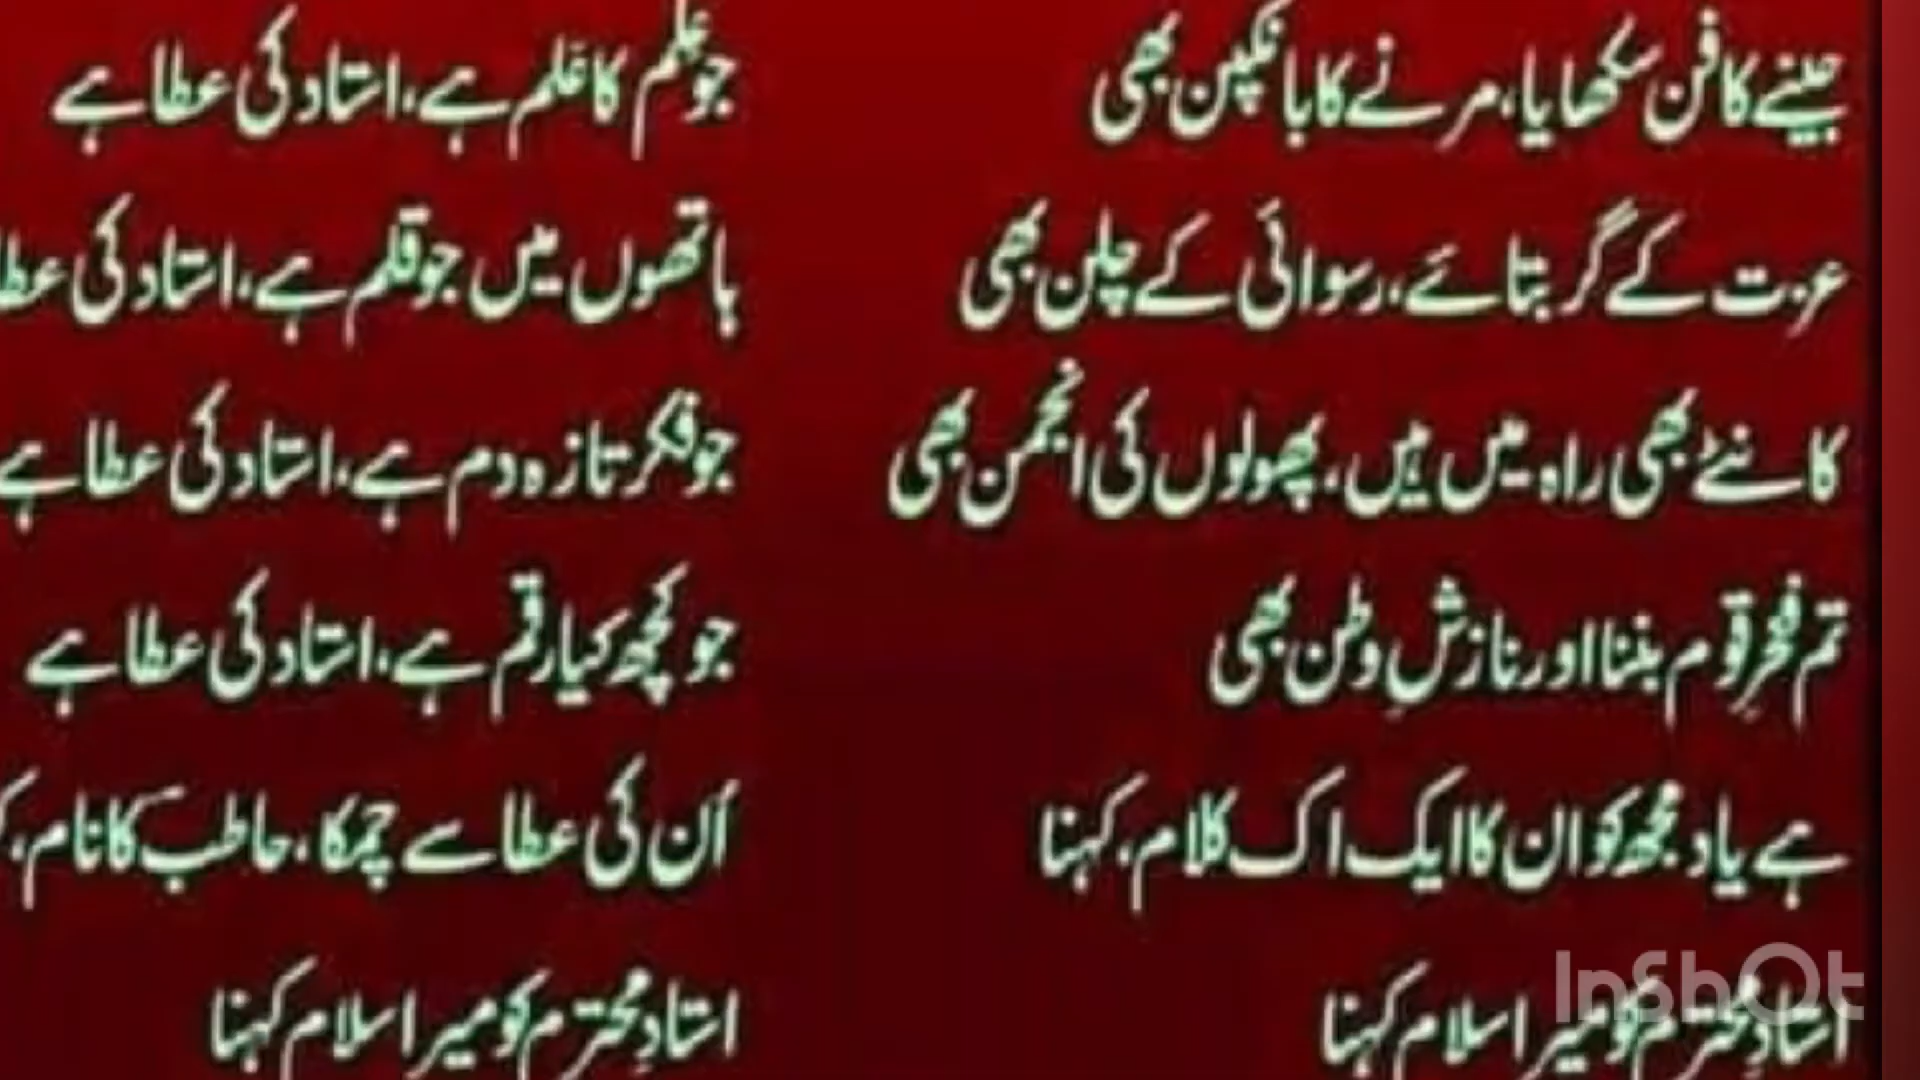 جینے کا فن سکھایا، مرنے کا بانکپن بھی
عزت کے گر بتائے، رسوائی کے چلن بھی
کانٹے بھی راہ میں ہیں، پھولوں کی انجمن بھی
تم فخرِ قوم بننا اور نازشِ وطن بھی
ہے یاد مجھ کو ان کا ایک اک کلام، کہنا
استادِ محترم کو میرا سلام کہنا
جو عِلم کا عَلم ہے، استاد کی عطا ہے
ہاتھوں میں جو قلم ہے، استاد کی عطا
جو فکر تازہ دم ہے، استاد کی عطا ہے
جو کچھ کیا رقم ہے، استاد کی عطا ہے
اُن کی عطا سے چمکا، حاطب کا نام،
استادِ محترم کو میرا سلام کہنا
InShOt